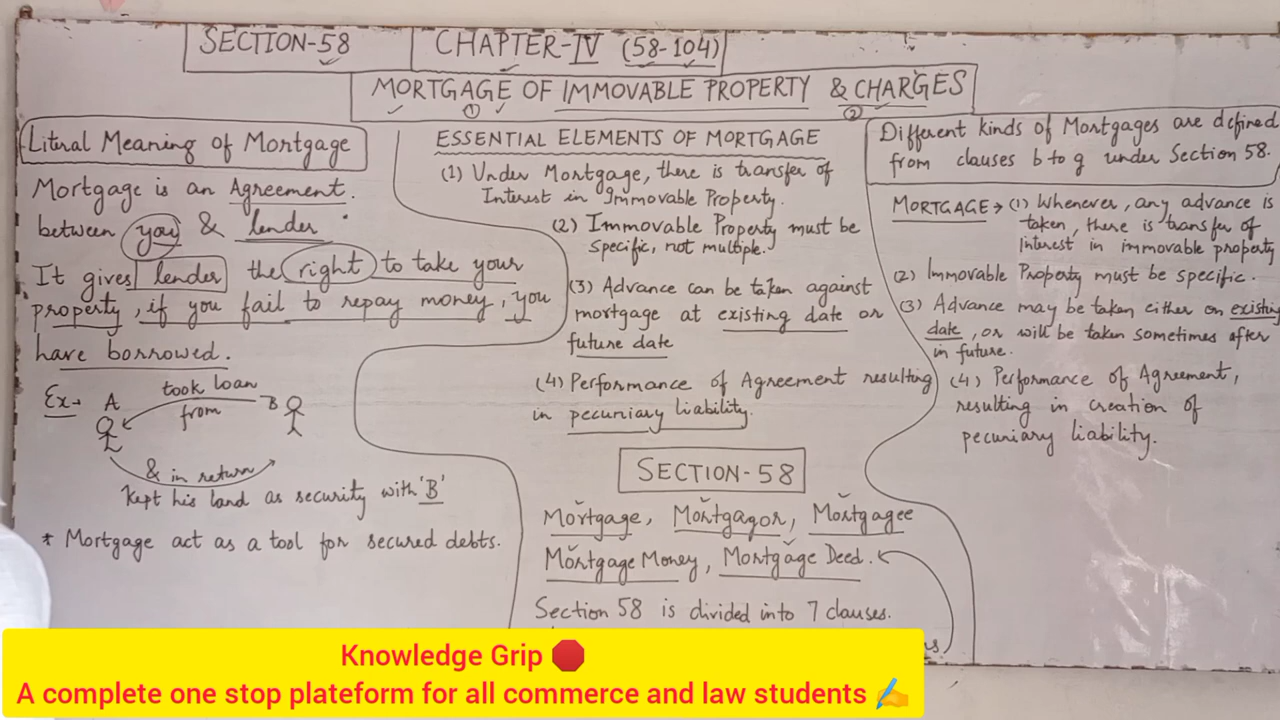 SECTION-58
CHAPTER-IV (58-104)
MORTGAGE OF IMMOVABLE PROPERTY & CHARGES
① ②
Litiral Meaning of Mortgage
Mortgage is an Agreement.
between you & lender
It gives lender the right to take your
property, if you fail to repay money, you
have borrowed.
Ex→ A took loan from B
& in return
Kept his land as security with 'B'
* Mortgage act as a tool for secured debts.
ESSENTIAL ELEMENTS OF MORTGAGE
(1) Under Mortgage, there is transfer of
Interest in Immovable Property.
(2) Immovable Property must be
specific, not multiple.
(3) Advance can be taken against
mortgage at existing date or
future date
(4) Performance of Agreement resulting
in pecuniary liability.
SECTION-58
Mortgage, Mortgagor, Mortgagee
Mortgage Money, Mortgage Deed.
Section 58 is divided into 7 clauses.
Different kinds of Mortgages are defined
from clauses b to g under Section 58.
MORTGAGE → (1) Whenever, any advance is
taken, there is transfer of
Interest in immovable property
(2) Immovable Property must be specific.
(3) Advance may be taken either on existing
date, or will be taken sometimes after
in future.
(4) Performance of Agreement,
resulting in creation of
pecuniary liability.
Knowledge Grip 🛑
A complete one stop plateform for all commerce and law students ✍️